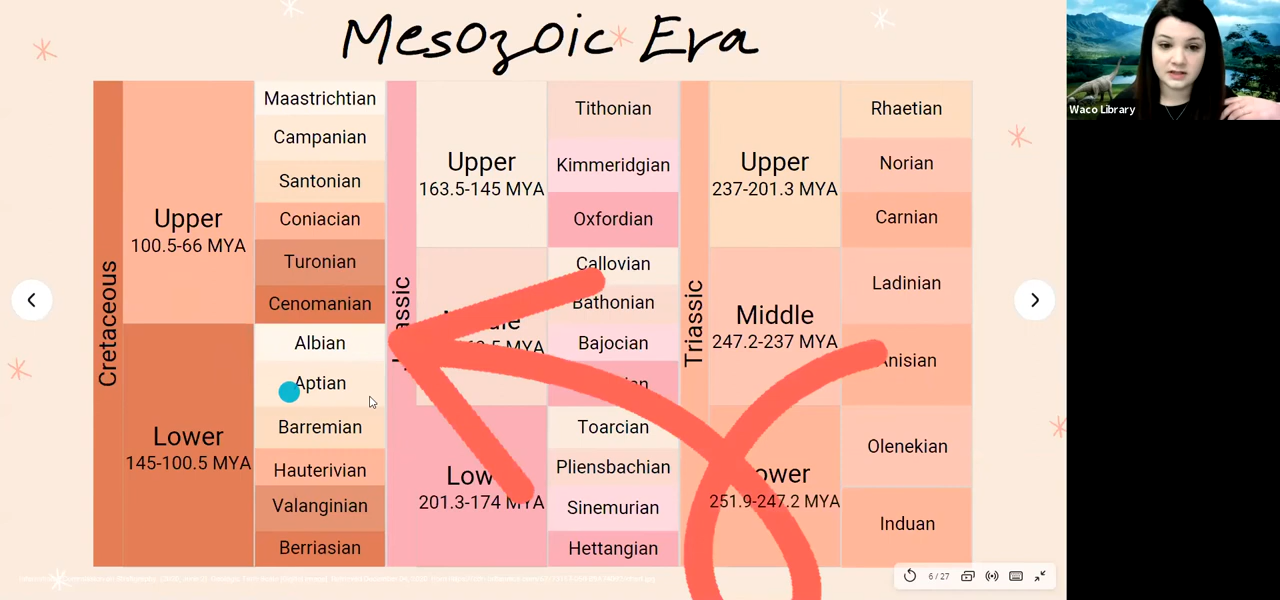 Mesozoic Era
Waco Library
Cretaceous
Upper
100.5-66 MYA
Maastrichtian
Campanian
Santonian
Coniacian
Turonian
Cenomanian
Lower
145-100.5 MYA
Albian
Aptian
Barremian
Hauterivian
Valanginian
Berriasian
Upper
163.5-145 MYA
Tithonian
Kimmeridgian
Oxfordian
Callovian
Bathonian
Bajocian
201.3-174 MYA
Toarcian
Pliensbachian
Sinemurian
Hettangian
Triassic
Upper
237-201.3 MYA
Rhaetian
Norian
Carnian
Middle
247.2-237 MYA
Ladinian
Anisian
Lower
251.9-247.2 MYA
Olenekian
Induan
6 / 27